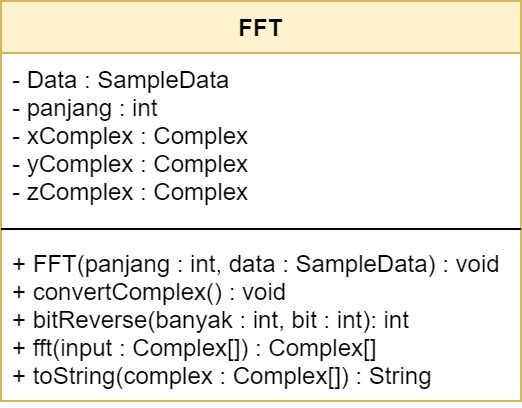 FFT
- Data : SampleData
- panjang : int
- xComplex : Complex
- yComplex : Complex
- zComplex : Complex
+ FFT(panjang : int, data : SampleData) : void
+ convertComplex() : void
+ bitReverse(banyak : int, bit : int): int
+ fft(input : Complex[]) : Complex[]
+ toString(complex : Complex[]) : String